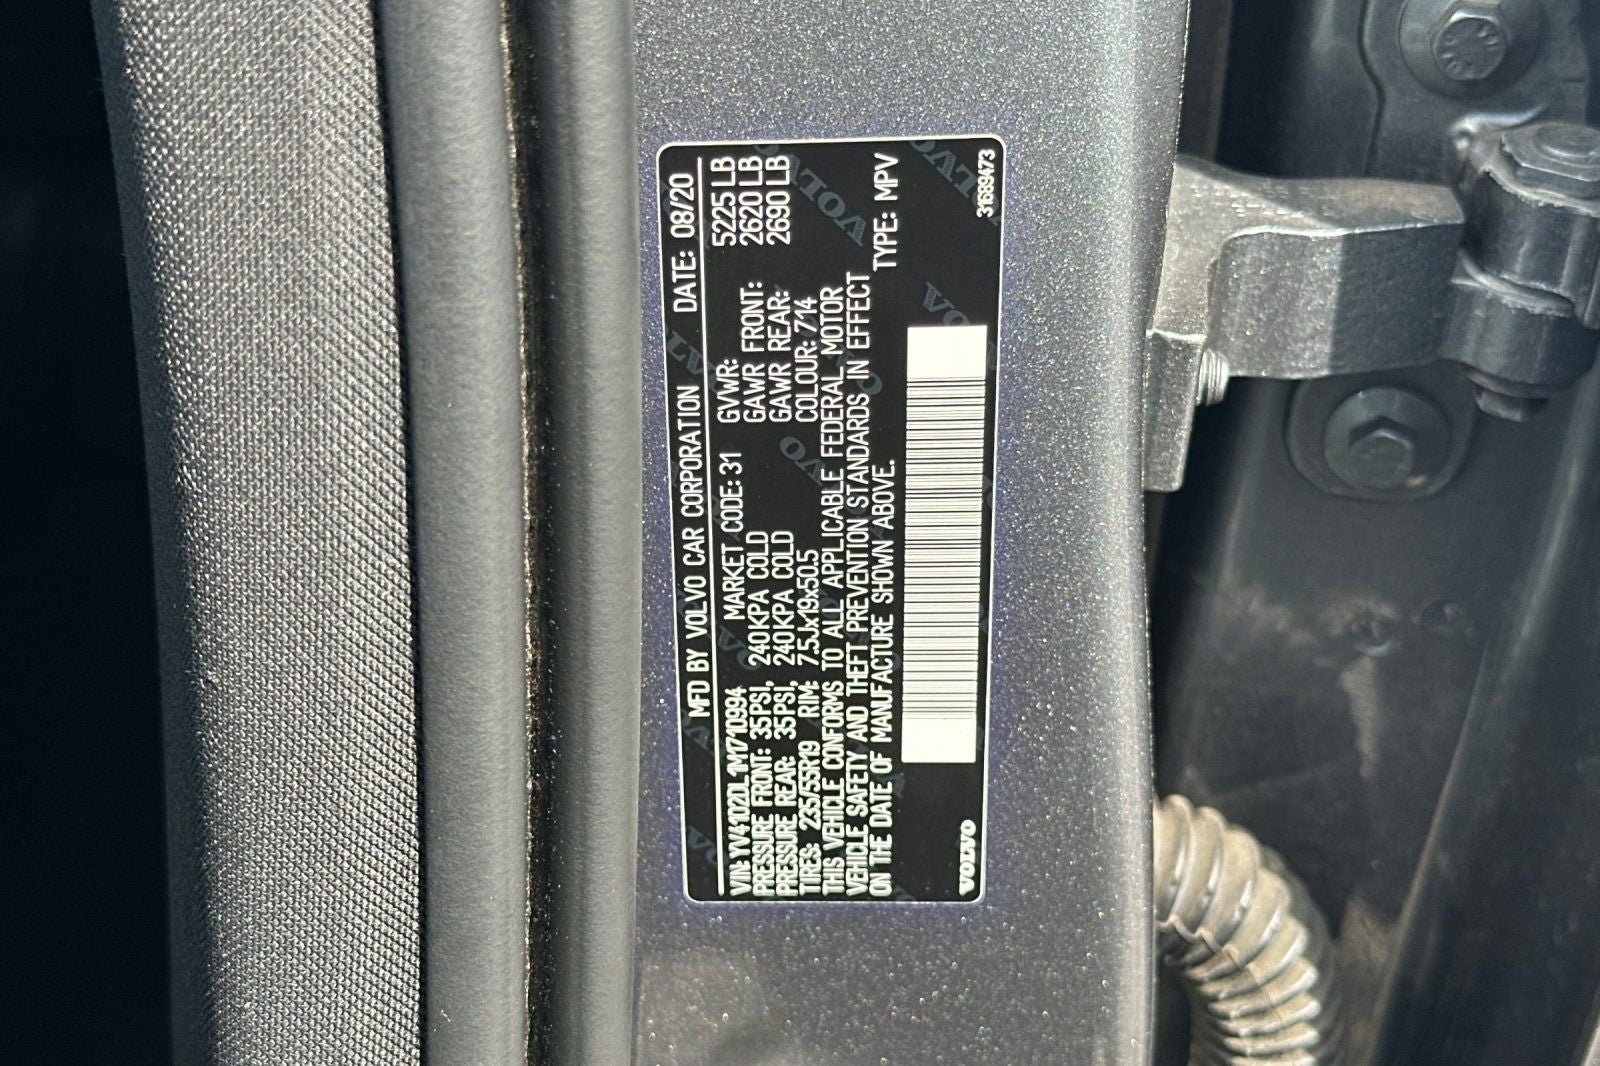 MFD BY VOLVO CAR CORPORATION DATE: 08/20
VIN: YV4102DL1M1710994 MARKET CODE: 31 GVWR: 5225 LB
PRESSURE FRONT: 35PSI, 240KPA COLD GAWR FRONT: 2620 LB
PRESSURE REAR: 35PSI, 240KPA COLD GAWR REAR: 2690 LB
TIRES: 235/55R19 RIM: 7.5Jx19x50.5 COLOUR: 714
THIS VEHICLE CONFORMS TO ALL APPLICABLE FEDERAL MOTOR
VEHICLE SAFETY AND THEFT PREVENTION STANDARDS IN EFFECT
ON THE DATE OF MANUFACTURE SHOWN ABOVE. TYPE: MPV
VOLVO
31689473